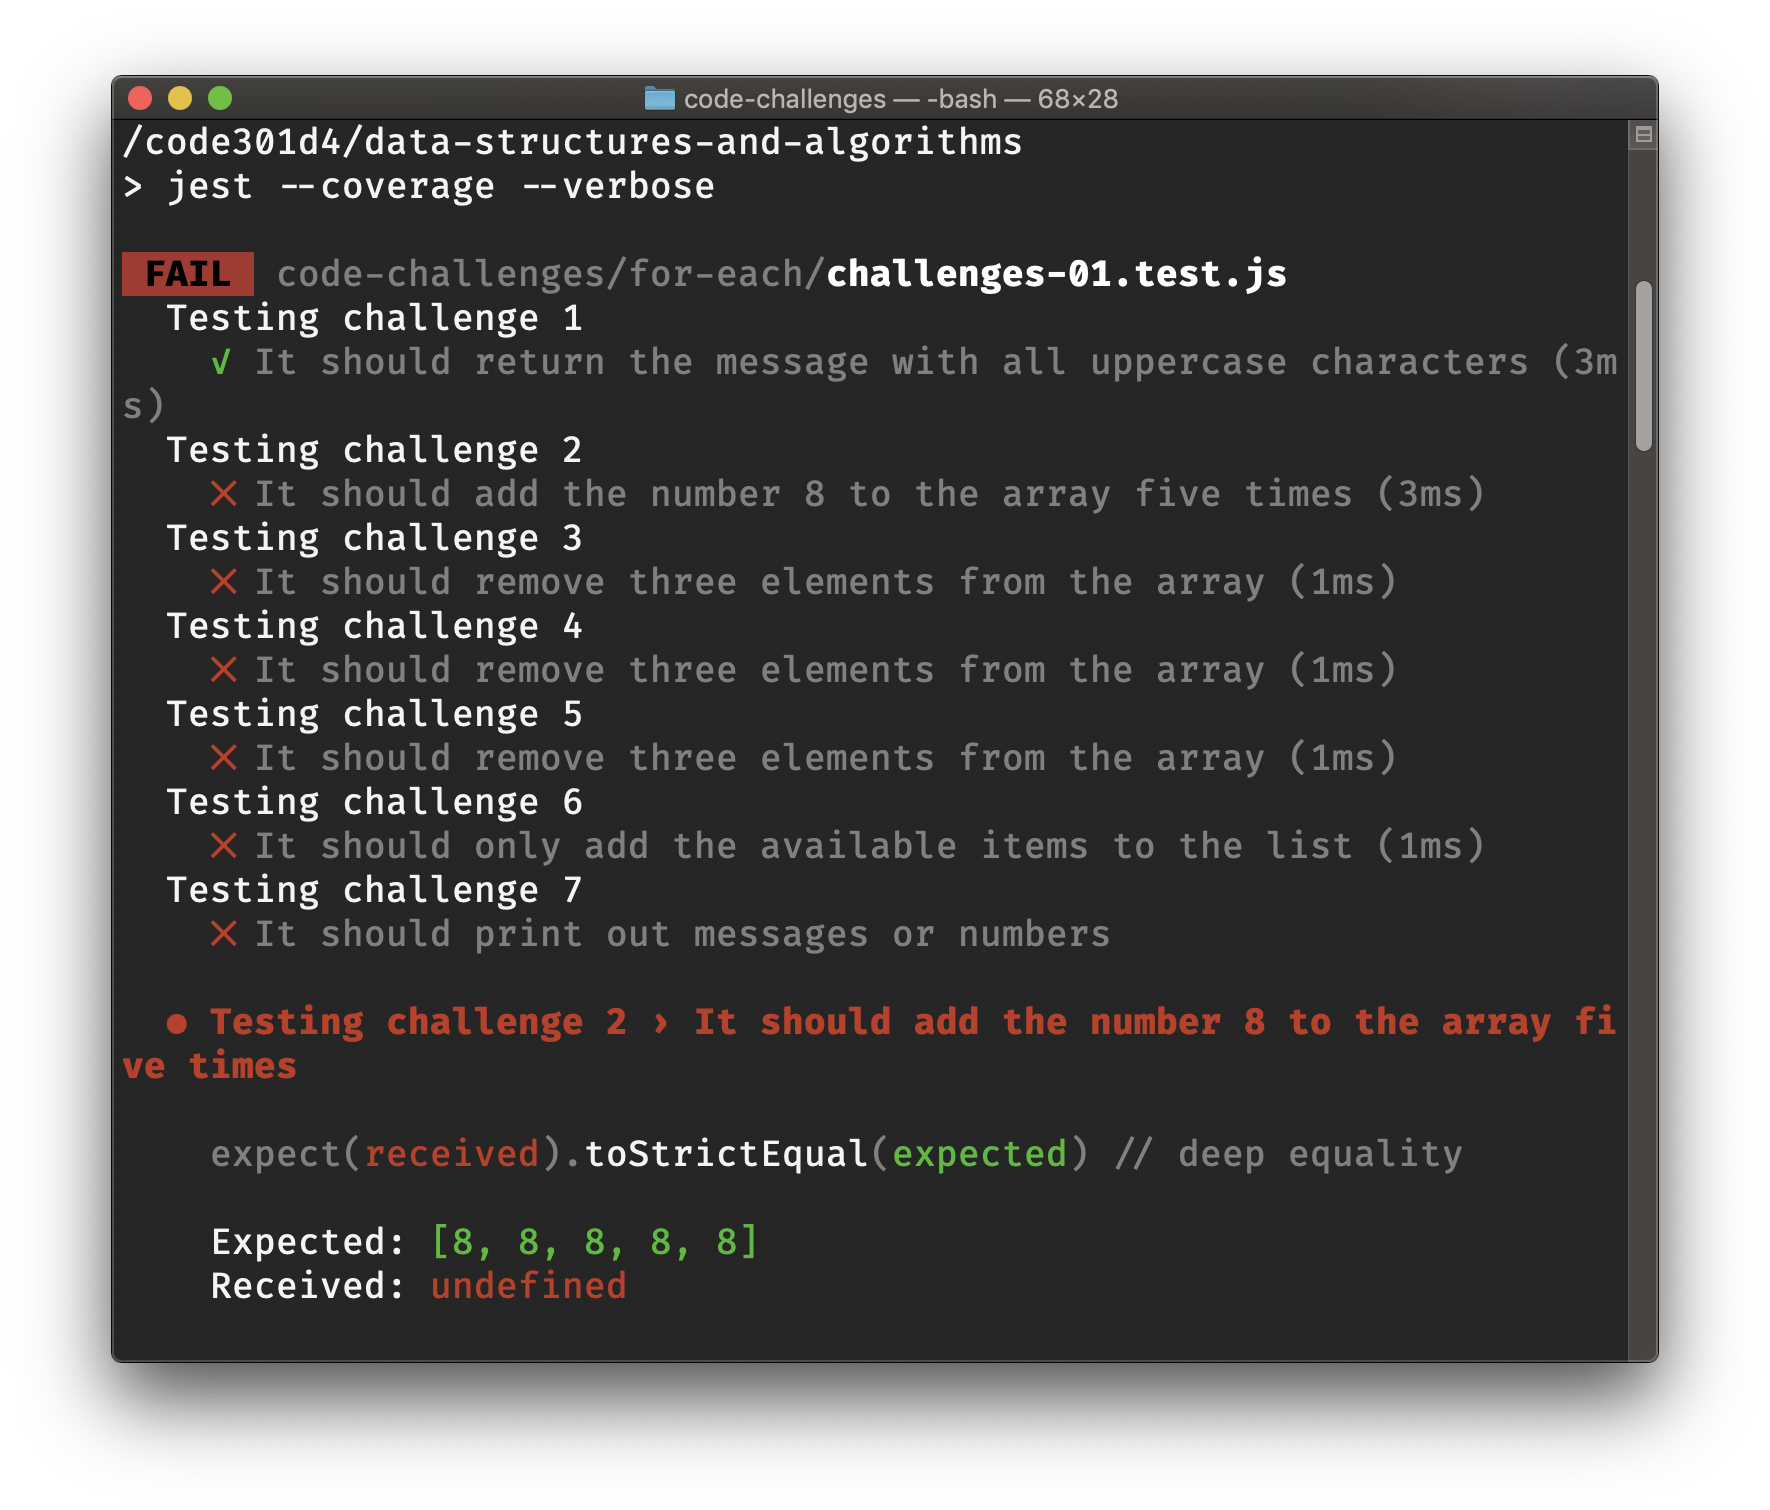 code-challenges — -bash — 68×28
/code301d4/data-structures-and-algorithms
> jest --coverage --verbose
FAIL code-challenges/for-each/challenges-01.test.js
Testing challenge 1
√ It should return the message with all uppercase characters (3m
s)
Testing challenge 2
✕ It should add the number 8 to the array five times (3ms)
Testing challenge 3
✕ It should remove three elements from the array (1ms)
Testing challenge 4
✕ It should remove three elements from the array (1ms)
Testing challenge 5
✕ It should remove three elements from the array (1ms)
Testing challenge 6
✕ It should only add the available items to the list (1ms)
Testing challenge 7
✕ It should print out messages or numbers
● Testing challenge 2 › It should add the number 8 to the array fi
ve times
expect(received).toStrictEqual(expected) // deep equality
Expected: [8, 8, 8, 8, 8]
Received: undefined